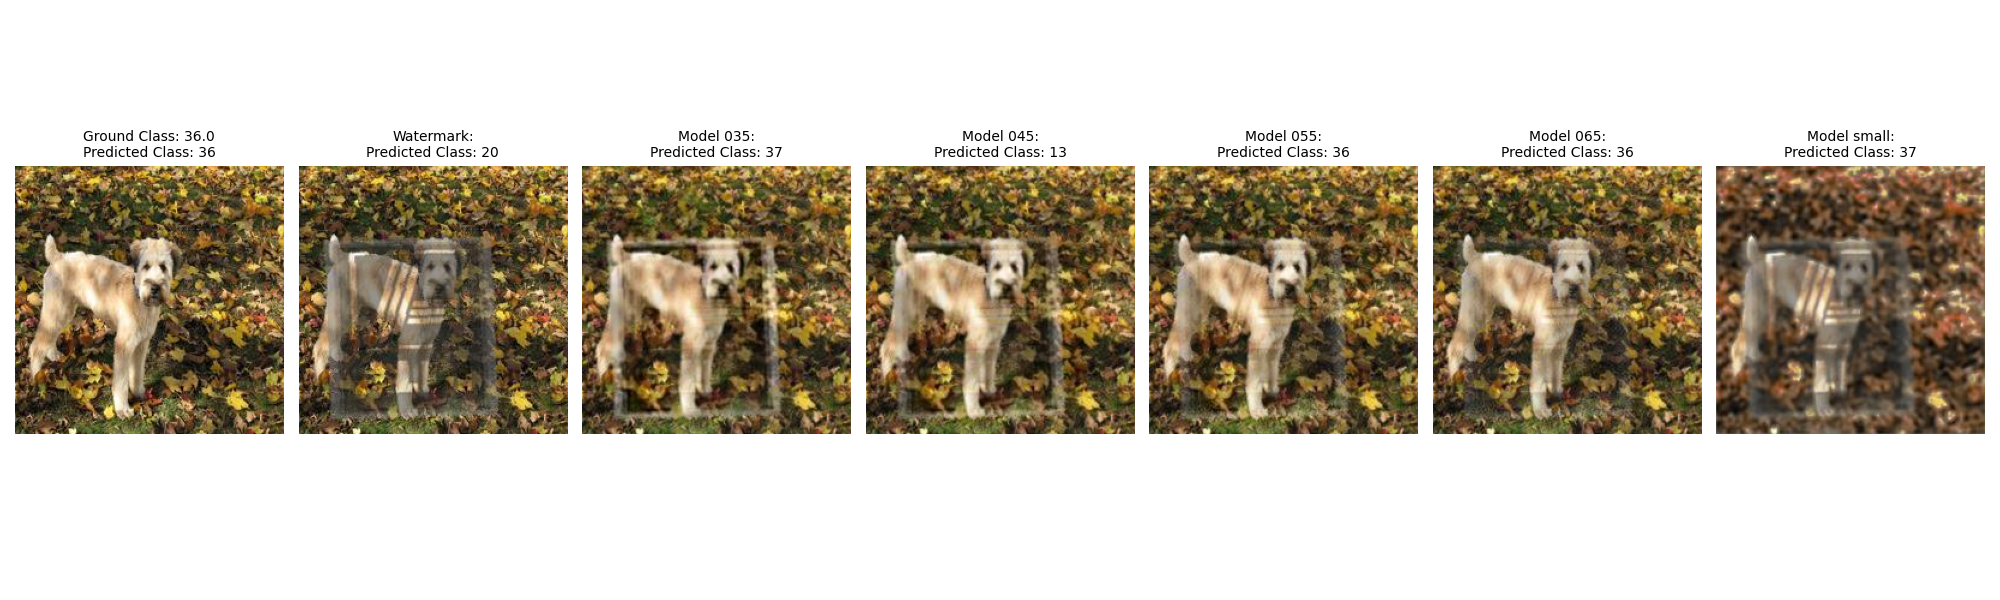 Ground Class: 36.0
Predicted Class: 36
Watermark:
Predicted Class: 20
Model 035:
Predicted Class: 37
Model 045:
Predicted Class: 13
Model 055:
Predicted Class: 36
Model 065:
Predicted Class: 36
Model small:
Predicted Class: 37